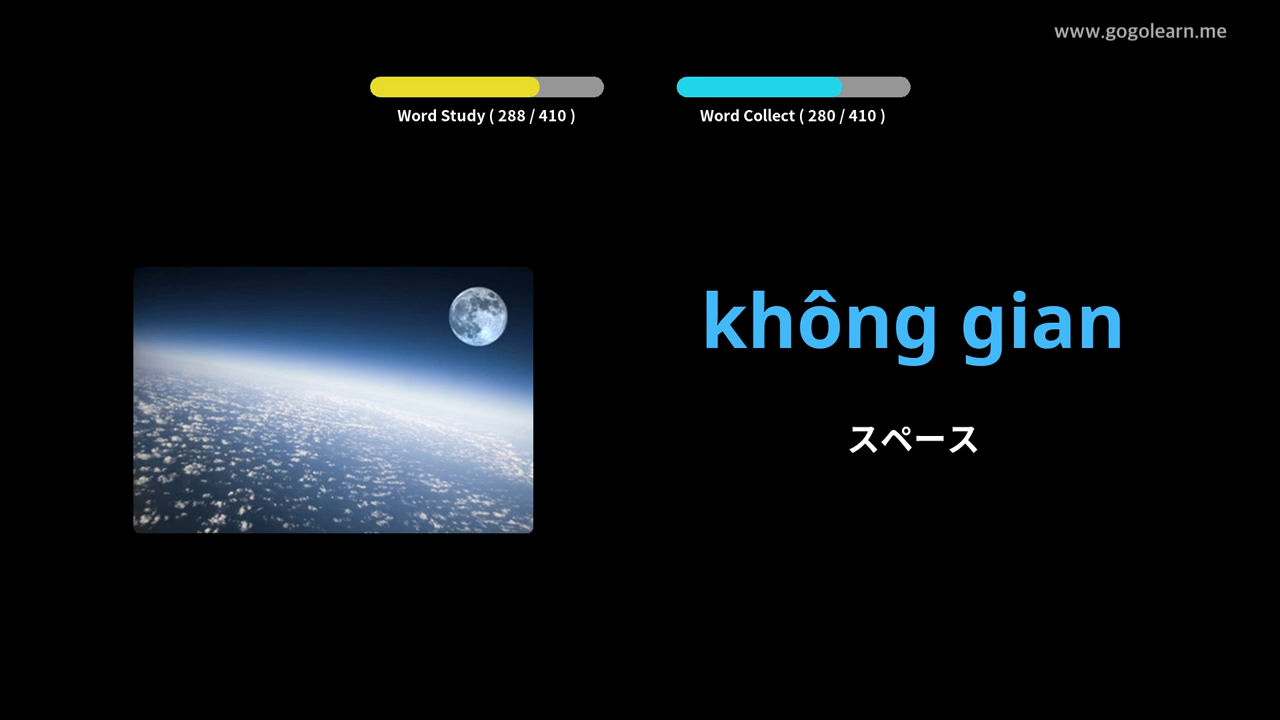 www.gogolearn.me
Word Study ( 288 / 410 )
Word Collect ( 280 / 410 )
không gian
スペース